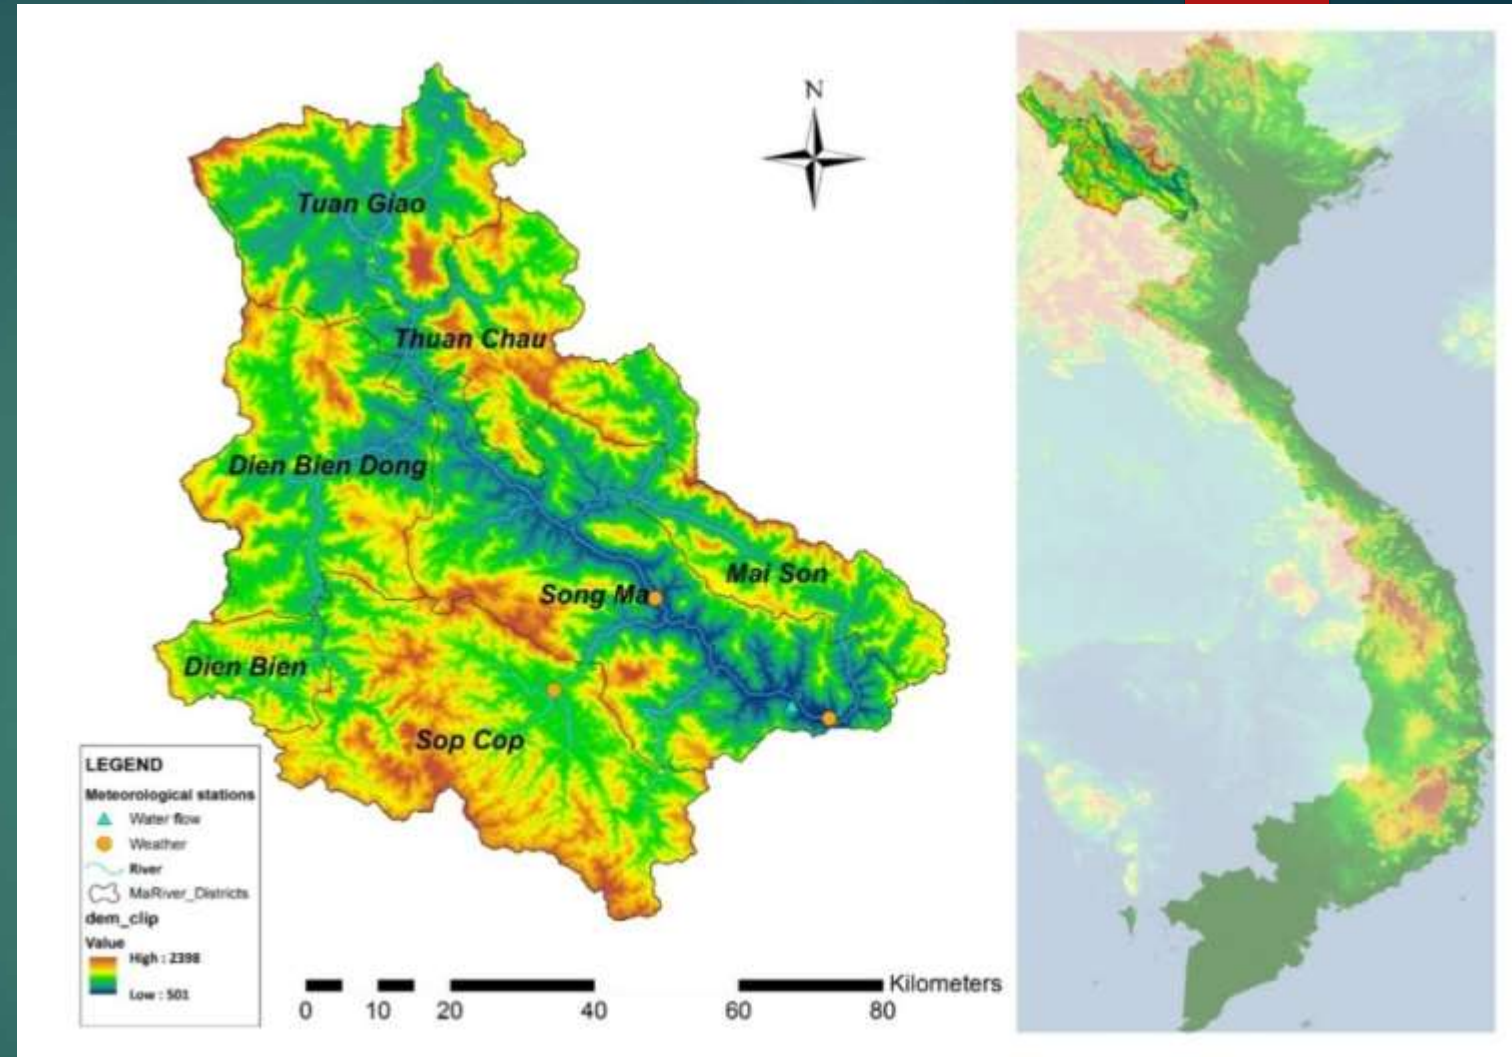 N
Tuan Giao
Thuan Chau
Dien Bien Dong
Mai Son
Song Ma
Dien Bien
Sop Cop
LEGEND
Meteorological stations
Water flow
Weather
River
MaRiver_Districts
dem_clip
Value
High : 2398
Low : 501
Kilometers
0 10 20 40 60 80